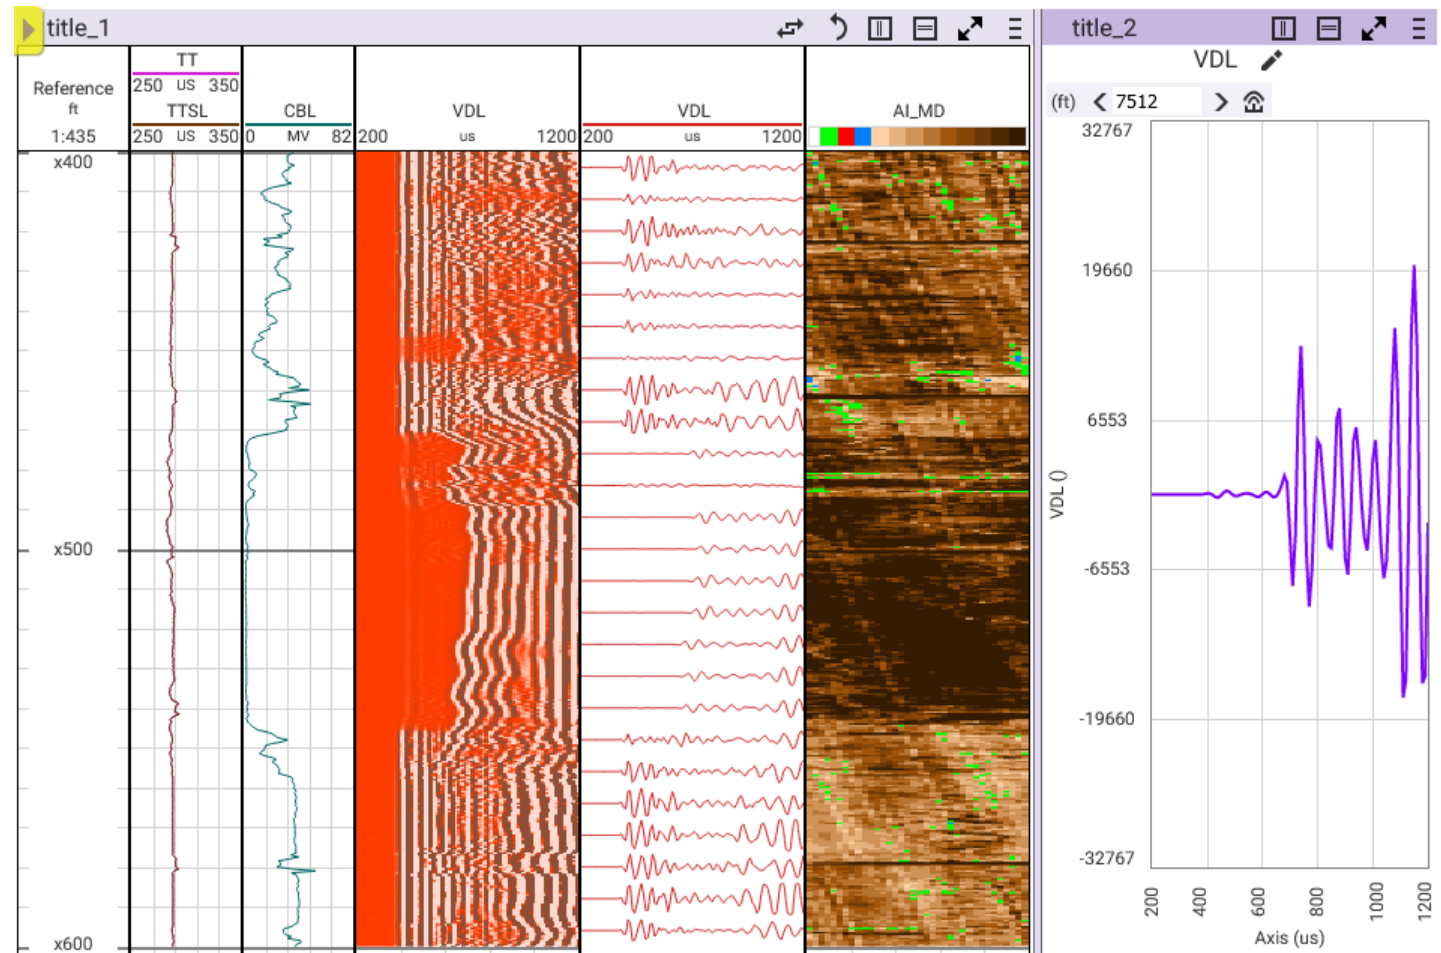 title_1
title_2
TT
250 US 350
TTSL
250 US 350
Reference
ft
1:435
CBL
0 MV 82
VDL
200 us 1200
VDL
200 us 1200
AI_MD
x400
x500
x600
VDL
(ft) 7512
32767
19660
6553
-6553
-19660
-32767
VDL ()
200 400 600 800 1000 1200
Axis (us)